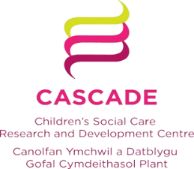 CASCADE
Children's Social Care
Research and Development Centre
Canolfan Ymchwil a Datblygu
Gofal Cymdeithasol Plant